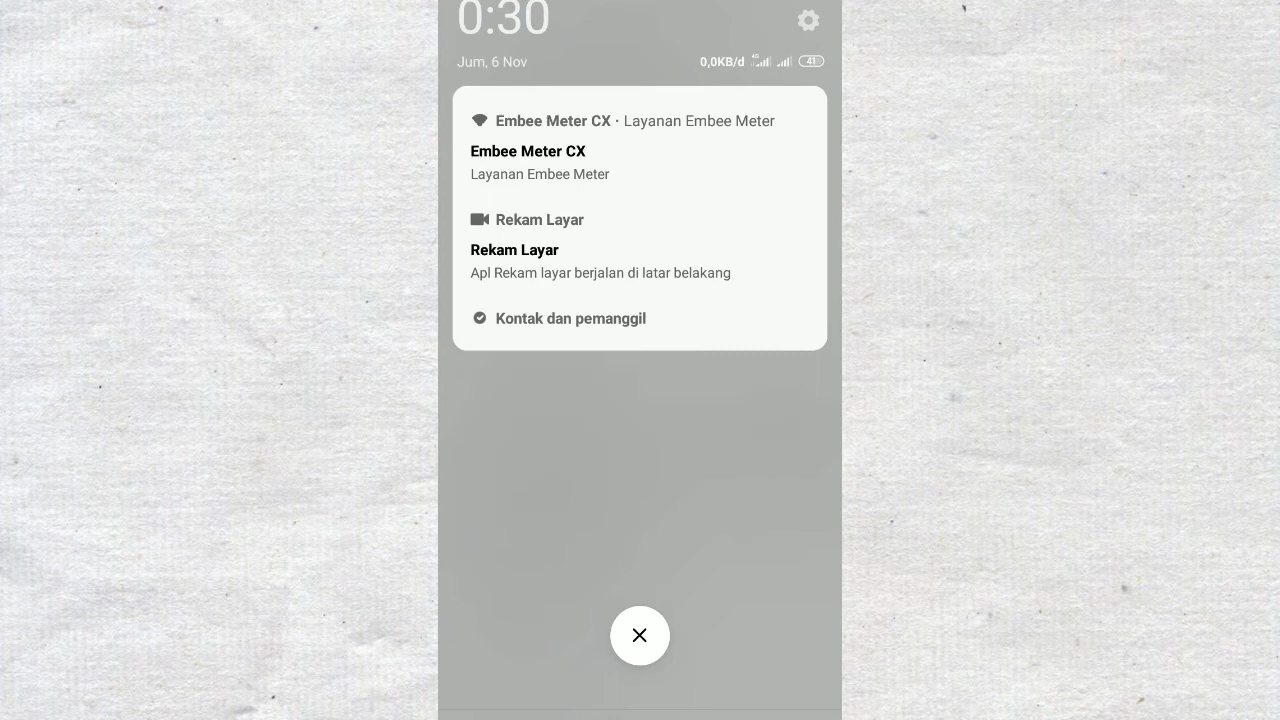 0:30
Jum, 6 Nov
0,0KB/d 4G 41
Embee Meter CX · Layanan Embee Meter
Embee Meter CX
Layanan Embee Meter
Rekam Layar
Rekam Layar
Apl Rekam layar berjalan di latar belakang
Kontak dan pemanggil